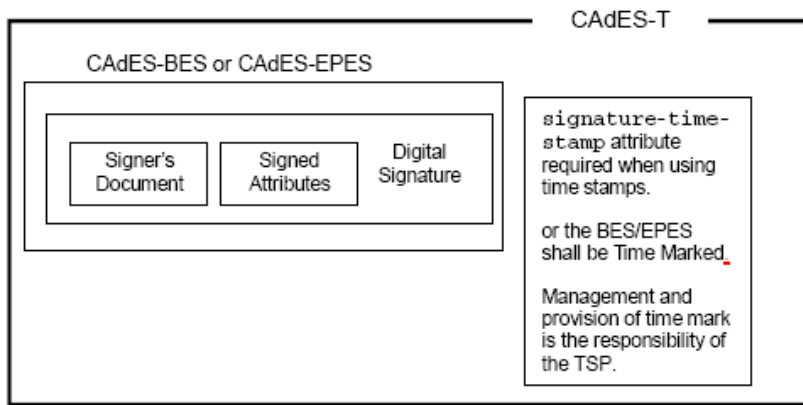 CAdES-T
CAdES-BES or CAdES-EPES
Signer's
Document
Signed
Attributes
Digital
Signature
signature-time-
stamp attribute
required when using
time stamps.
or the BES/EPES
shall be Time Marked.
Management and
provision of time mark
is the responsibility of
the TSP.